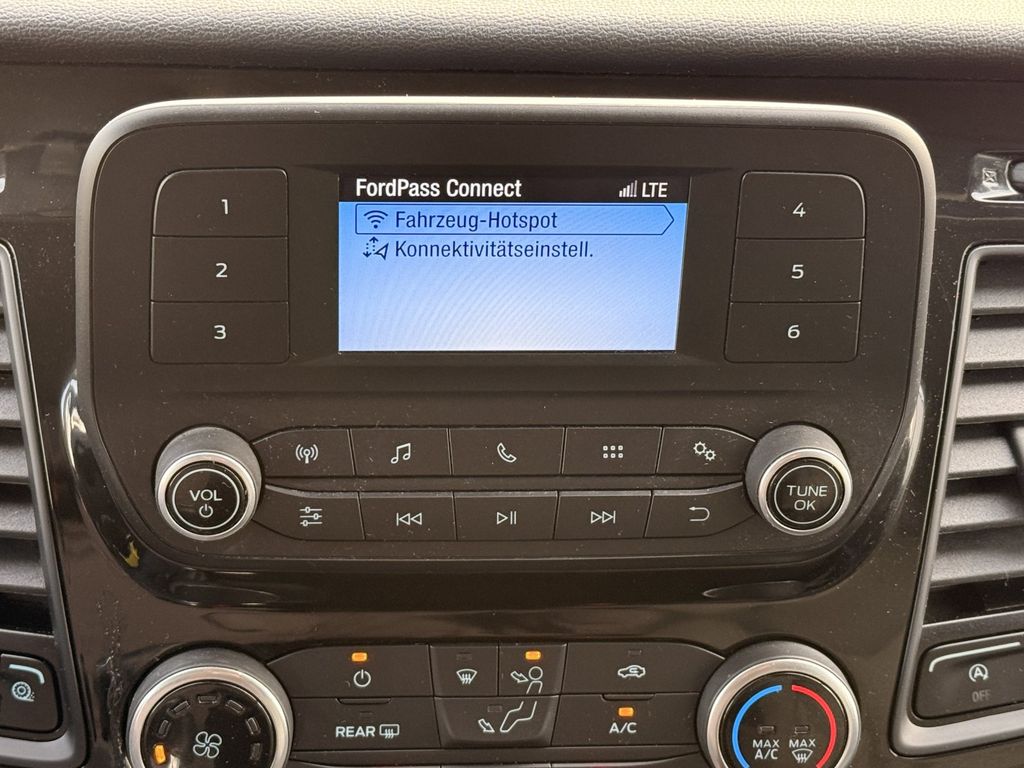 FordPass Connect LTE
Fahrzeug-Hotspot
Konnektivitätseinstell.
1
2
3
4
5
6
VOL
TUNE
OK
REAR
A/C
MAX
A/C
MAX
A
OFF